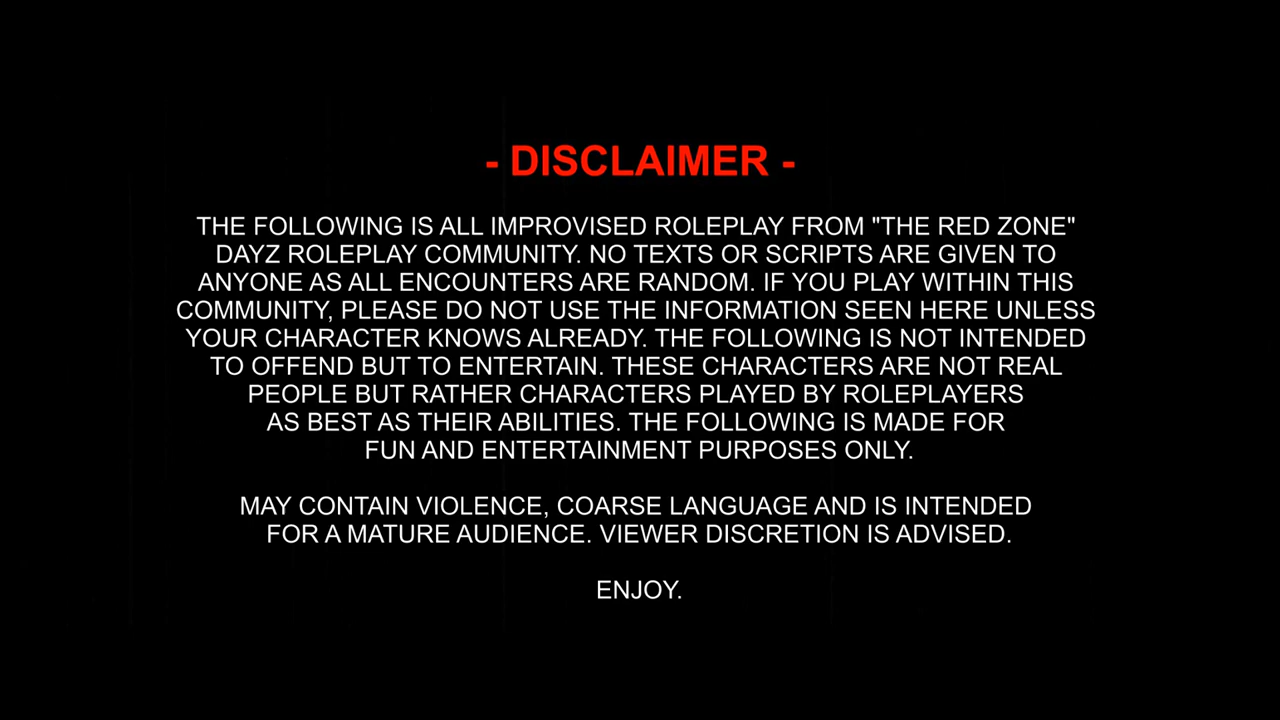 - DISCLAIMER -
THE FOLLOWING IS ALL IMPROVISED ROLEPLAY FROM "THE RED ZONE"
DAYZ ROLEPLAY COMMUNITY. NO TEXTS OR SCRIPTS ARE GIVEN TO
ANYONE AS ALL ENCOUNTERS ARE RANDOM. IF YOU PLAY WITHIN THIS
COMMUNITY, PLEASE DO NOT USE THE INFORMATION SEEN HERE UNLESS
YOUR CHARACTER KNOWS ALREADY. THE FOLLOWING IS NOT INTENDED
TO OFFEND BUT TO ENTERTAIN. THESE CHARACTERS ARE NOT REAL
PEOPLE BUT RATHER CHARACTERS PLAYED BY ROLEPLAYERS
AS BEST AS THEIR ABILITIES. THE FOLLOWING IS MADE FOR
FUN AND ENTERTAINMENT PURPOSES ONLY.
MAY CONTAIN VIOLENCE, COARSE LANGUAGE AND IS INTENDED
FOR A MATURE AUDIENCE. VIEWER DISCRETION IS ADVISED.
ENJOY.